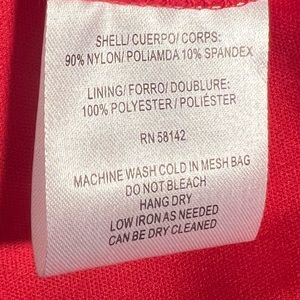 SHELL/ CUERPO/ CORPS:
90% NYLON/ POLIAMDA 10% SPANDEX
LINING/ FORRO/ DOUBLURE:
100% POLYESTER / POLIÉSTER
RN 58142
MACHINE WASH COLD IN MESH BAG
DO NOT BLEACH
HANG DRY
LOW IRON AS NEEDED
CAN BE DRY CLEANED